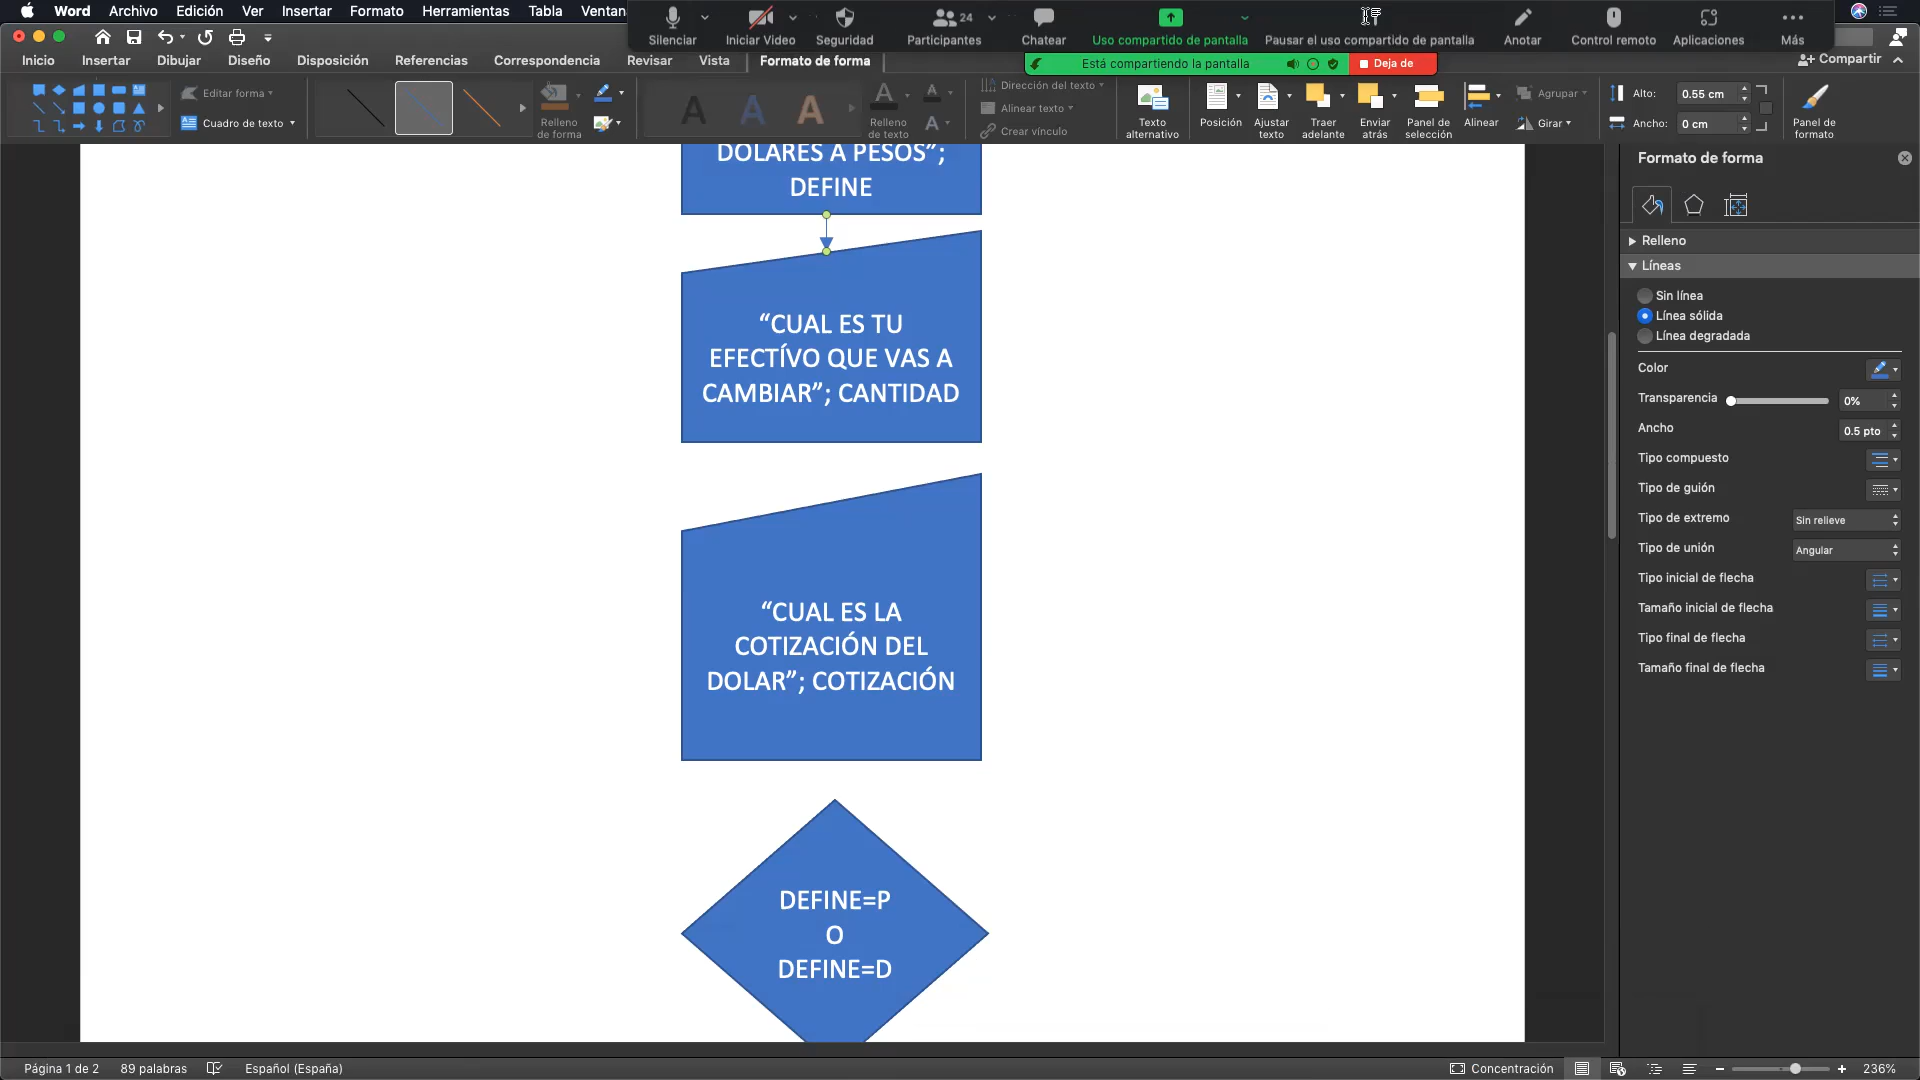 Word Archivo Edición Ver Insertar Formato Herramientas Tabla Ventan
Silenciar
Iniciar Video
Seguridad
24
Participantes
Chatear
Uso compartido de pantalla
Pausar el uso compartido de pantalla
Anotar
Control remoto
Aplicaciones
Más
Está compartiendo la pantalla
Deja de
Inicio Insertar Dibujar Diseño Disposición Referencias Correspondencia Revisar Vista Formato de forma
Compartir
Editar forma
Cuadro de texto
Relleno
de forma
A A A
Relleno
de texto
Dirección del texto
Alinear texto
Crear vínculo
Texto
alternativo
Posición
Ajustar
texto
Traer
adelante
Enviar
atrás
Panel de
selección
Alinear
Agrupar
Girar
Alto: 0.55 cm
Ancho: 0 cm
Panel de
formato
DOLARES A PESOS”;
DEFINE
“CUAL ES TU
EFECTÍVO QUE VAS A
CAMBIAR”; CANTIDAD
“CUAL ES LA
COTIZACIÓN DEL
DOLAR”; COTIZACIÓN
DEFINE=P
O
DEFINE=D
Formato de forma
Relleno
Líneas
Sin línea
Línea sólida
Línea degradada
Color
Transparencia 0%
Ancho 0.5 pto
Tipo compuesto
Tipo de guión
Tipo de extremo Sin relieve
Tipo de unión Angular
Tipo inicial de flecha
Tamaño inicial de flecha
Tipo final de flecha
Tamaño final de flecha
Página 1 de 2 89 palabras Español (España)
Concentración
236%